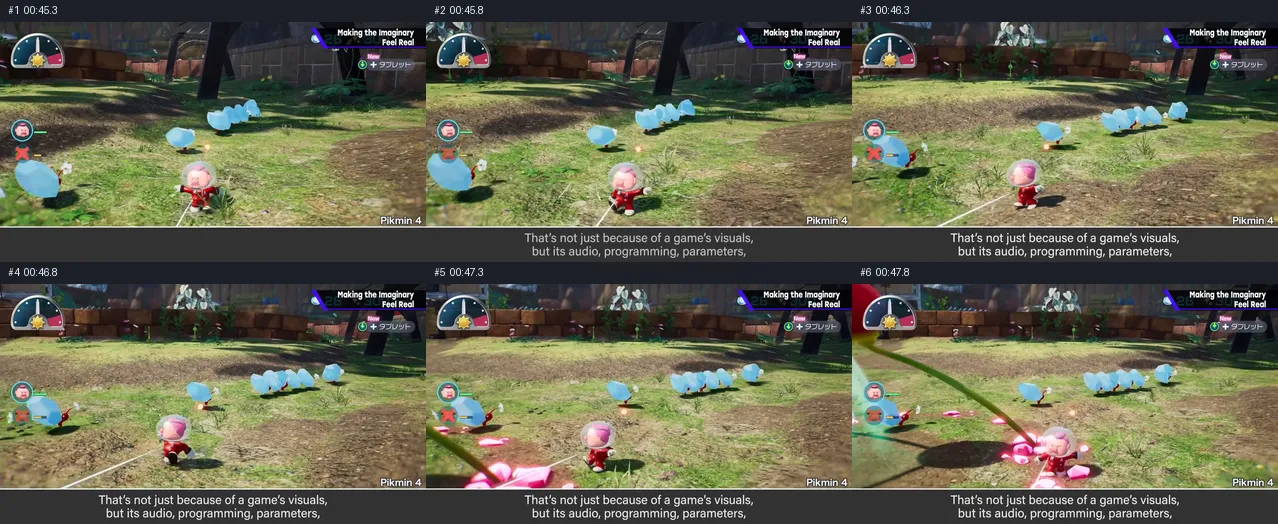 #1 00:45.3
Making the Imaginary
Feel Real
New
タブレット
Pikmin 4
#2 00:45.8
Making the Imaginary
Feel Real
New
タブレット
Pikmin 4
That's not just because of a game's visuals,
but its audio, programming, parameters,
#3 00:46.3
Making the Imaginary
Feel Real
New
タブレット
Pikmin 4
That's not just because of a game's visuals,
but its audio, programming, parameters,
#4 00:46.8
Making the Imaginary
Feel Real
New
タブレット
Pikmin 4
That's not just because of a game's visuals,
but its audio, programming, parameters,
#5 00:47.3
Making the Imaginary
Feel Real
New
タブレット
Pikmin 4
That's not just because of a game's visuals,
but its audio, programming, parameters,
#6 00:47.8
Making the Imaginary
Feel Real
New
タブレット
Pikmin 4
That's not just because of a game's visuals,
but its audio, programming, parameters,